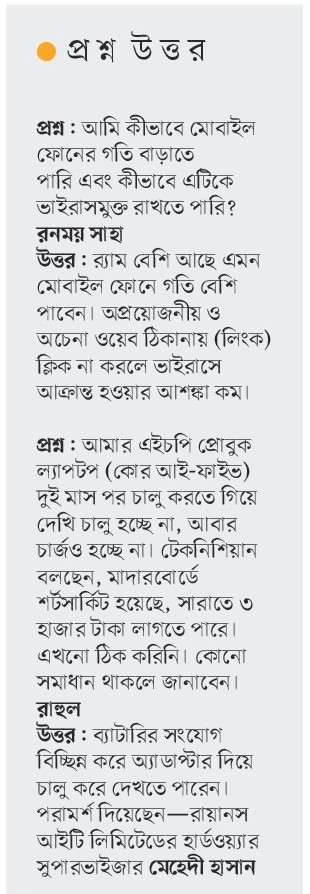 প্রশ্ন উত্তর
প্রশ্ন : আমি কীভাবে মোবাইল
ফোনের গতি বাড়াতে
পারি এবং কীভাবে এটিকে
ভাইরাসমুক্ত রাখতে পারি?
রনময় সাহা
উত্তর : র‍্যাম বেশি আছে এমন
মোবাইল ফোনে গতি বেশি
পাবেন। অপ্রয়োজনীয় ও
অচেনা ওয়েব ঠিকানায় (লিংক)
ক্লিক না করলে ভাইরাসে
আক্রান্ত হওয়ার আশঙ্কা কম।
প্রশ্ন : আমার এইচপি প্রোবুক
ল্যাপটপ (কোর আই-ফাইভ)
দুই মাস পর চালু করতে গিয়ে
দেখি চালু হচ্ছে না, আবার
চার্জও হচ্ছে না। টেকনিশিয়ান
বলছেন, মাদারবোর্ডে
শর্টসার্কিট হয়েছে, সারাতে ৩
হাজার টাকা লাগতে পারে।
এখনো ঠিক করিনি। কোনো
সমাধান থাকলে জানাবেন।
রাহুল
উত্তর : ব্যাটারির সংযোগ
বিচ্ছিন্ন করে অ্যাডাপ্টার দিয়ে
চালু করে দেখতে পারেন।
পরামর্শ দিয়েছেন—রায়ানস
আইটি লিমিটেডের হার্ডওয়্যার
সুপারভাইজার মেহেদী হাসান